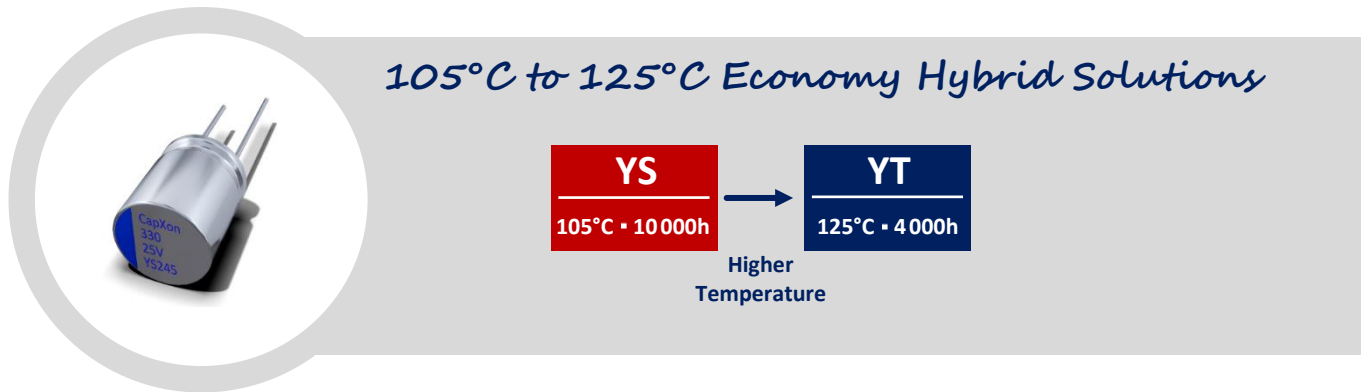 105°C to 125°C Economy Hybrid Solutions
YS
105°C ▪ 10 000h
YT
125°C ▪ 4 000h
Higher
Temperature
CapXon
330
25V
YS245